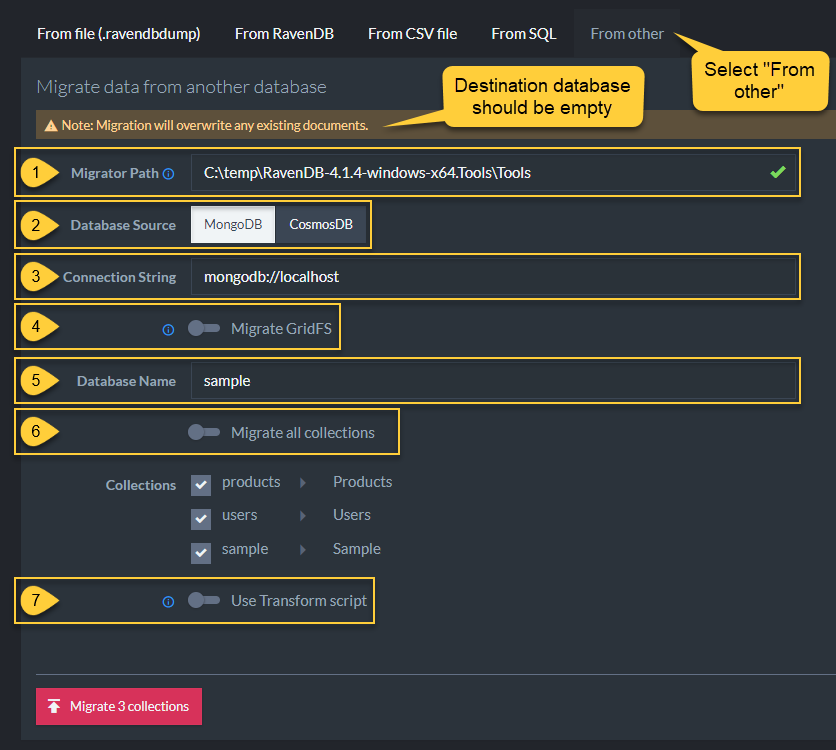 From file (.ravendbdump) From RavenDB From CSV file From SQL From other
Select "From
other"
Migrate data from another database
Destination database
should be empty
Note: Migration will overwrite any existing documents.
1 Migrator Path C:\temp\RavenDB-4.1.4-windows-x64.Tools\Tools
2 Database Source MongoDB CosmosDB
3 Connection String mongodb://localhost
4 Migrate GridFS
5 Database Name sample
6 Migrate all collections
Collections products Products
users Users
sample Sample
7 Use Transform script
Migrate 3 collections